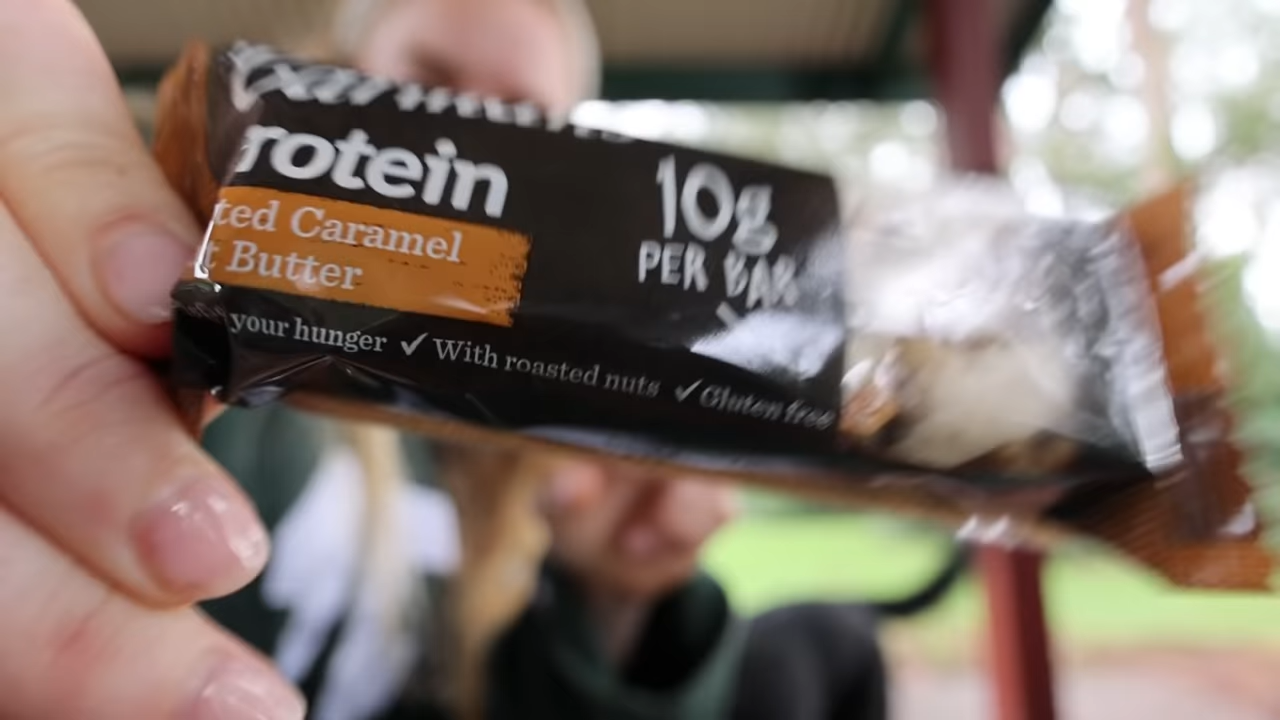 rotein
ted Caramel
t Butter
10g
PER BAR
your hunger ✓ With roasted nuts ✓ Gluten free